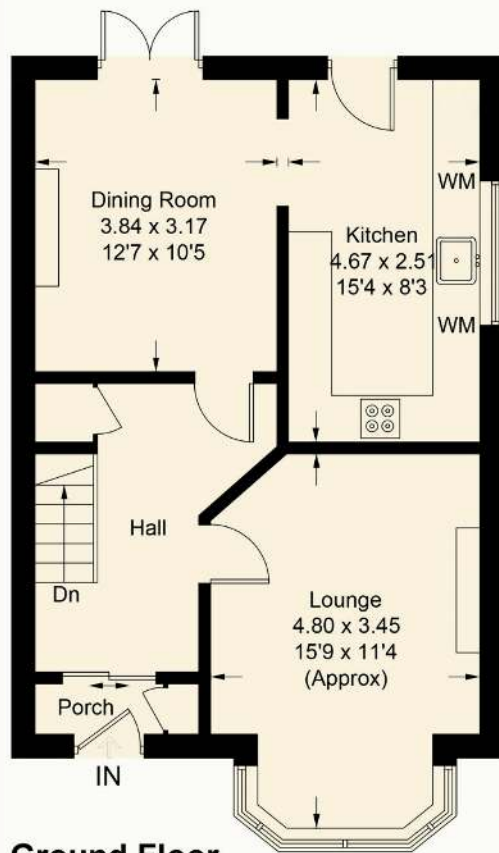 Dining Room
3.84 x 3.17
12'7 x 10'5
WM
Kitchen
4.67 x 2.51
15'4 x 8'3
WM
Hall
Dn
Lounge
4.80 x 3.45
15'9 x 11'4
(Approx)
Porch
IN
Ground Floor